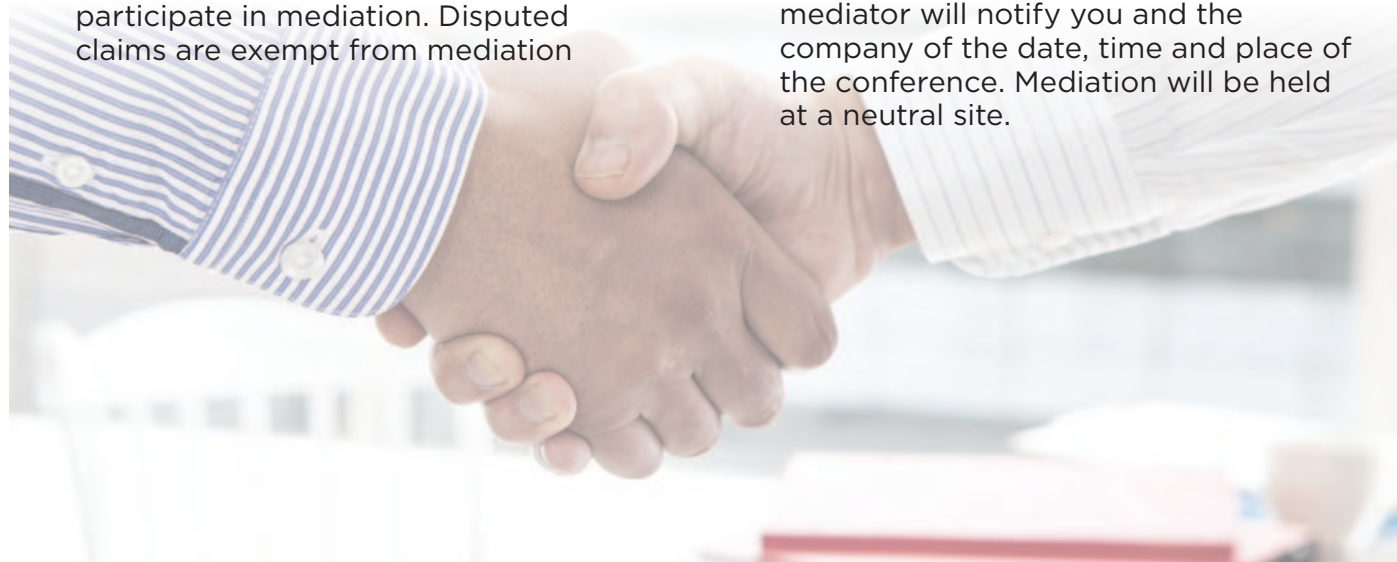 participate in mediation. Disputed
claims are exempt from mediation
mediator will notify you and the
company of the date, time and place of
the conference. Mediation will be held
at a neutral site.